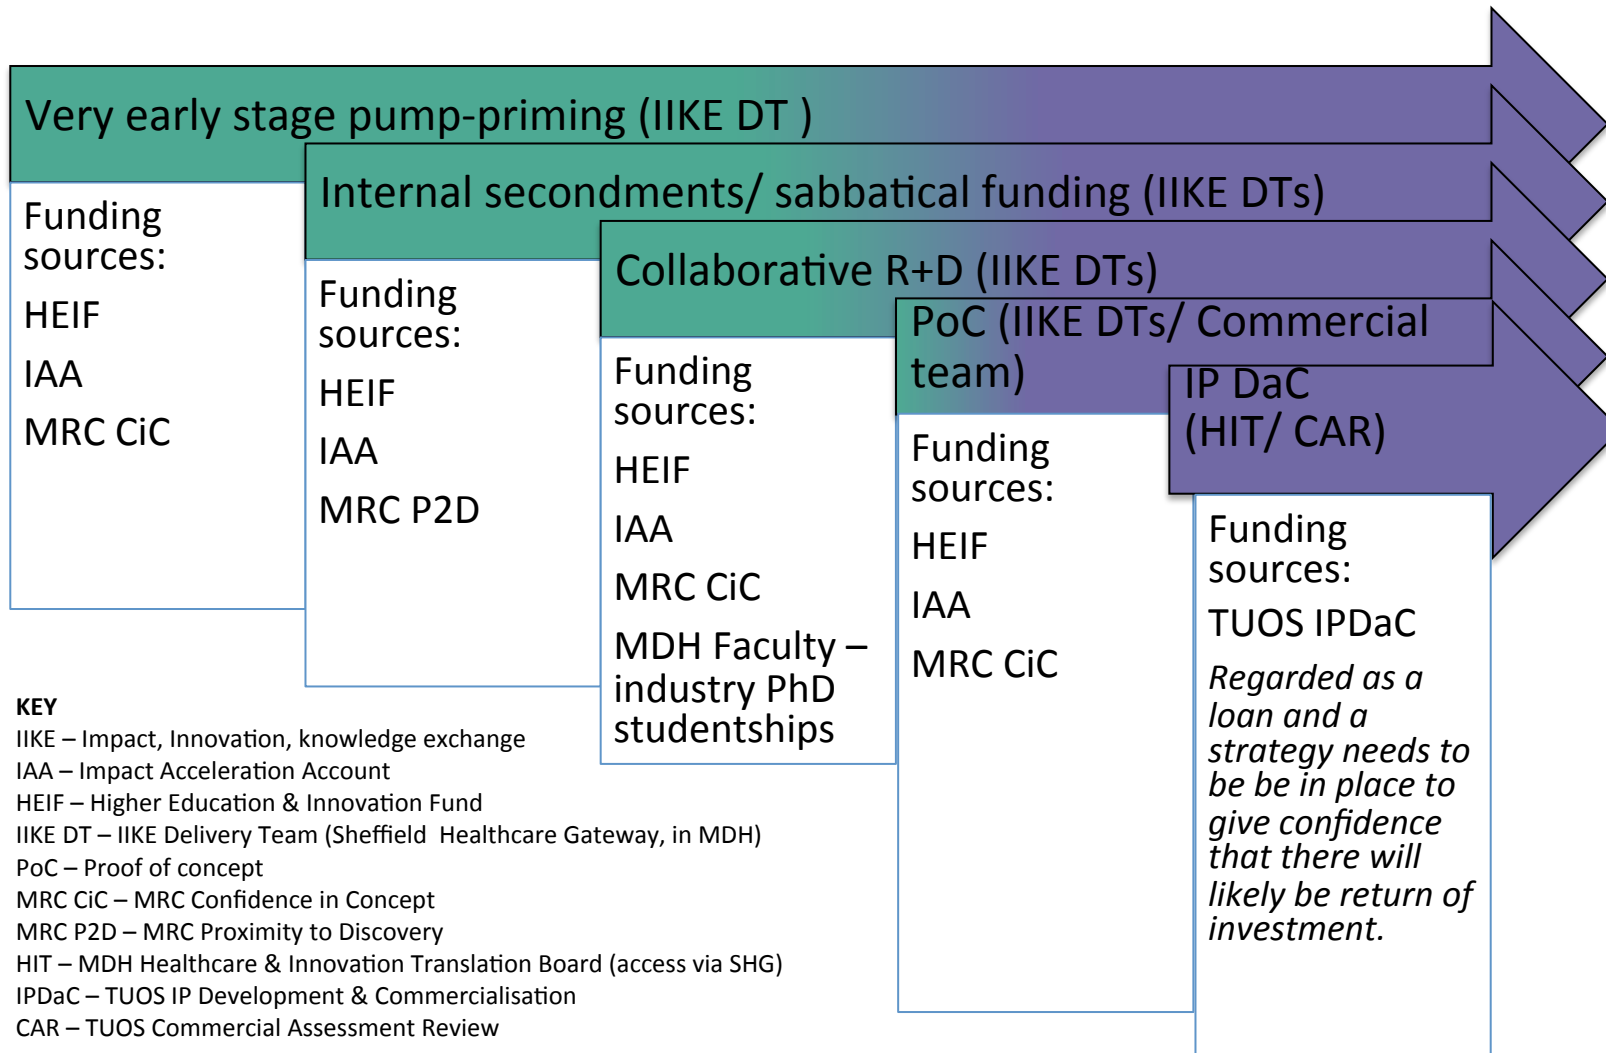 Very early stage pump-priming (IIKE DT )
Funding
sources:
HEIF
IAA
MRC CiC
Internal secondments/ sabbatical funding (IIKE DTs)
Funding
sources:
HEIF
IAA
MRC P2D
Collaborative R+D (IIKE DTs)
Funding
sources:
HEIF
IAA
MRC CiC
MDH Faculty –
industry PhD
studentships
PoC (IIKE DTs/ Commercial
team)
Funding
sources:
HEIF
IAA
MRC CiC
IP DaC
(HIT/ CAR)
Funding
sources:
TUOS IPDaC
Regarded as a
loan and a
strategy needs to
be be in place to
give confidence
that there will
likely be return of
investment.
KEY
IIKE – Impact, Innovation, knowledge exchange
IAA – Impact Acceleration Account
HEIF – Higher Education & Innovation Fund
IIKE DT – IIKE Delivery Team (Sheffield Healthcare Gateway, in MDH)
PoC – Proof of concept
MRC CiC – MRC Confidence in Concept
MRC P2D – MRC Proximity to Discovery
HIT – MDH Healthcare & Innovation Translation Board (access via SHG)
IPDaC – TUOS IP Development & Commercialisation
CAR – TUOS Commercial Assessment Review